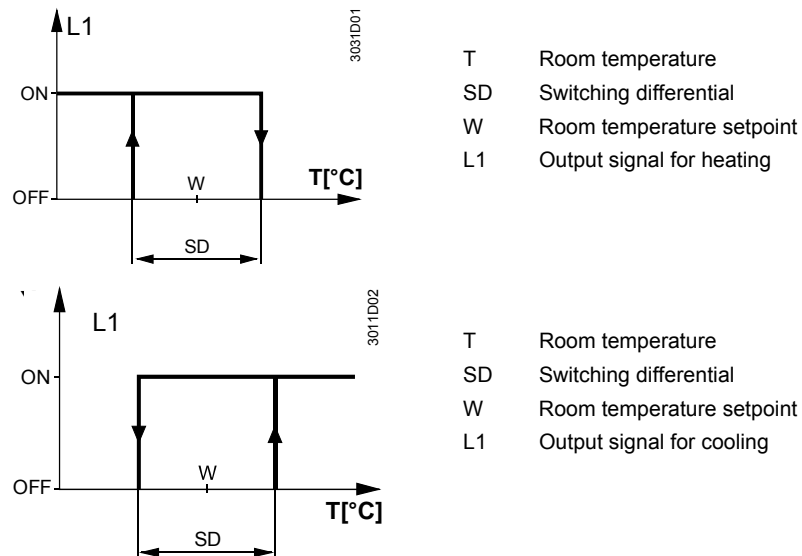 L1
3031D01
ON
OFF
W
T[°C]
SD
T Room temperature
SD Switching differential
W Room temperature setpoint
L1 Output signal for heating
L1
3011D02
ON
OFF
W
T[°C]
SD
T Room temperature
SD Switching differential
W Room temperature setpoint
L1 Output signal for cooling